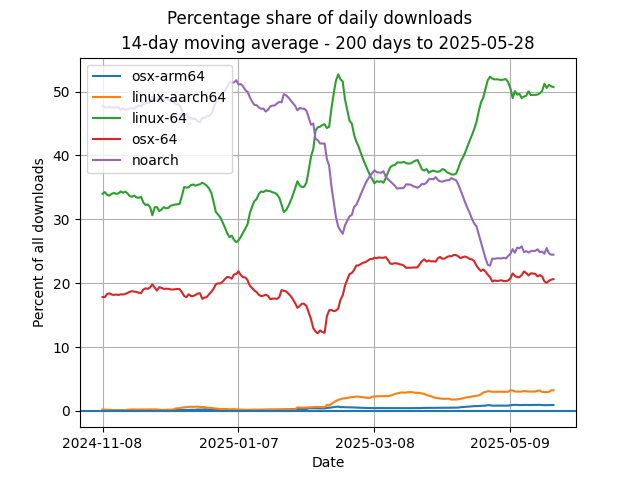 Percentage share of daily downloads
14-day moving average - 200 days to 2025-05-28
osx-arm64
linux-aarch64
linux-64
osx-64
noarch
Percent of all downloads
50
40
30
20
10
0
2024-11-08
2025-01-07
2025-03-08
2025-05-09
Date